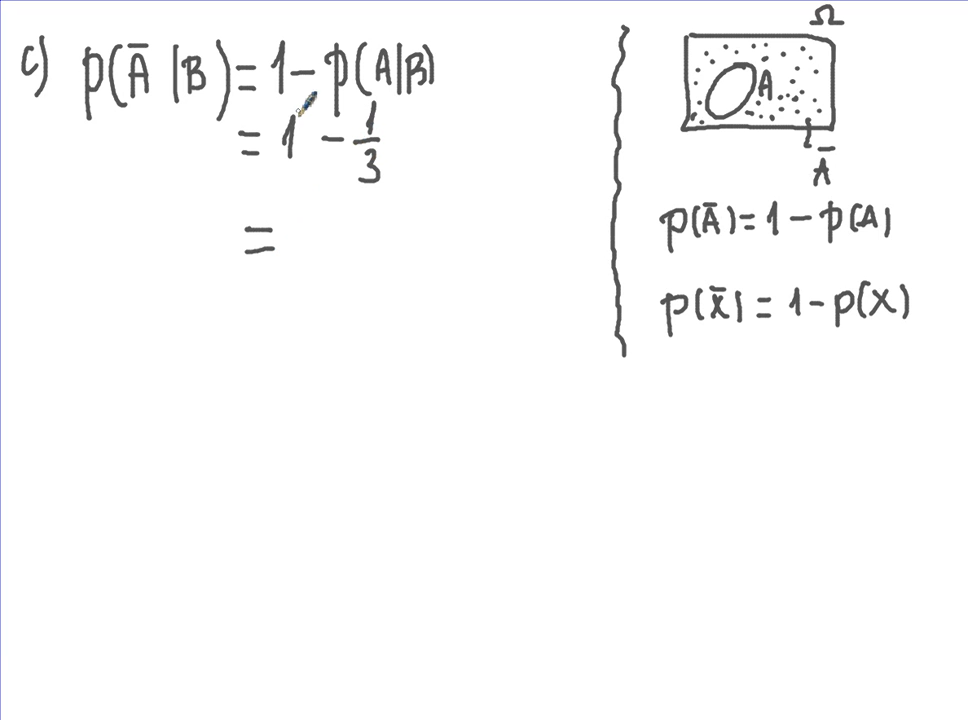 c) p(Ā|B) = 1 - p(A|B)
= 1 - 1/3
=
Ω
A
Ā
p(Ā) = 1 - p(A)
p(X̄) = 1 - p(X)